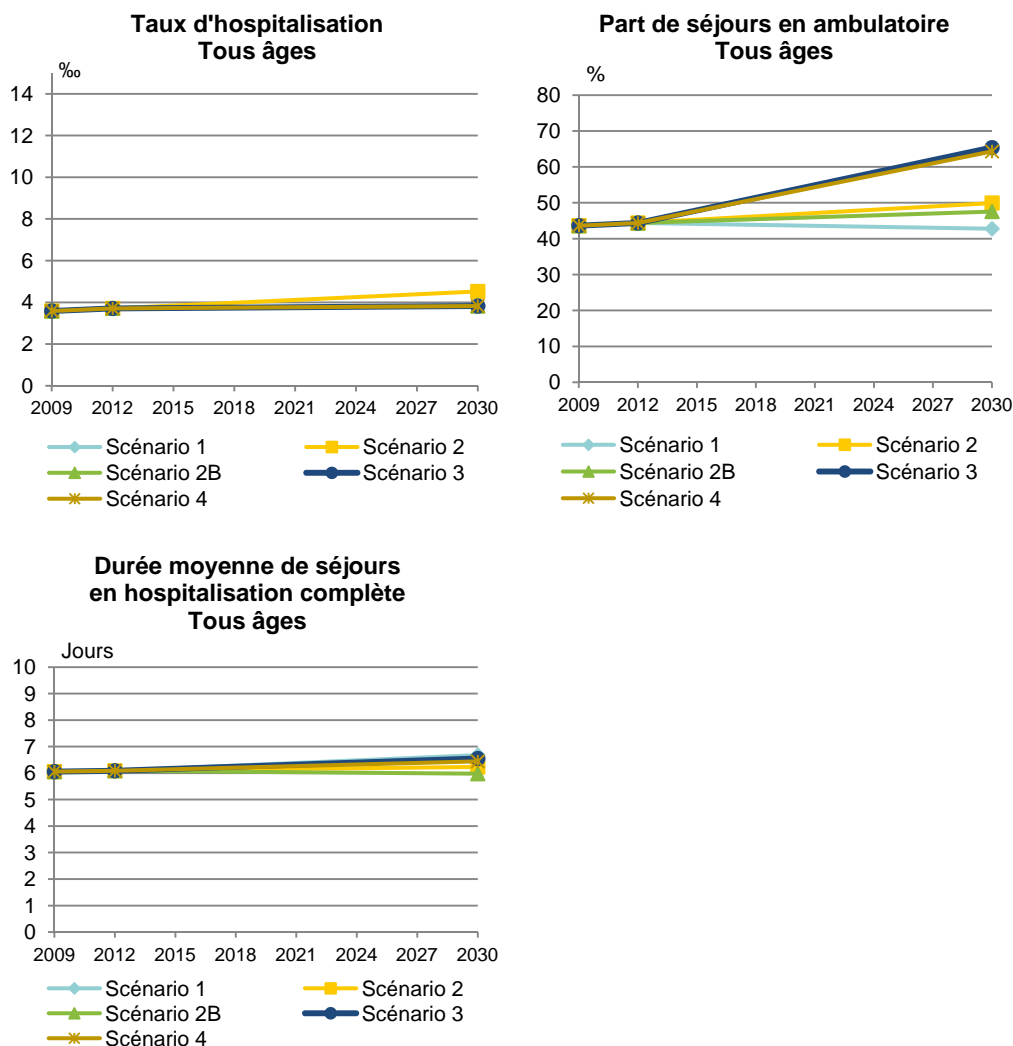 Taux d'hospitalisation
Tous âges
‰
14
12
10
8
6
4
2
0
2009 2012 2015 2018 2021 2024 2027 2030
Scénario 1
Scénario 2
Scénario 2B
Scénario 3
Scénario 4
Part de séjours en ambulatoire
Tous âges
%
80
70
60
50
40
30
20
10
0
2009 2012 2015 2018 2021 2024 2027 2030
Scénario 1
Scénario 2
Scénario 2B
Scénario 3
Scénario 4
Durée moyenne de séjours
en hospitalisation complète
Tous âges
Jours
10
9
8
7
6
5
4
3
2
1
0
2009 2012 2015 2018 2021 2024 2027 2030
Scénario 1
Scénario 2
Scénario 2B
Scénario 3
Scénario 4